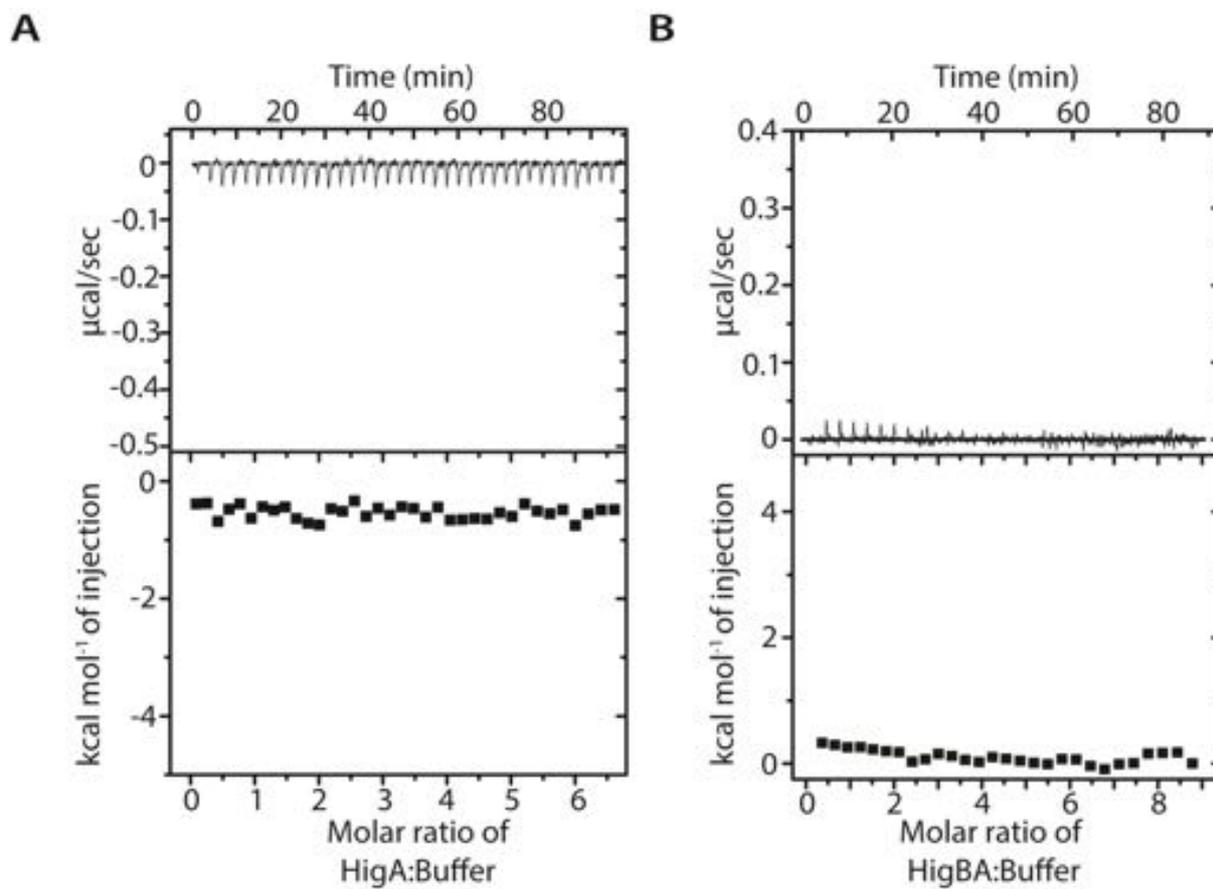 A
Time (min)
0 20 40 60 80
µcal/sec
0
-0.1
-0.2
-0.3
-0.4
-0.5
kcal mol⁻¹ of injection
0
-2
-4
0 1 2 3 4 5 6
Molar ratio of
HigA:Buffer
B
Time (min)
0 20 40 60 80
µcal/sec
0.4
0.3
0.2
0.1
0
kcal mol⁻¹ of injection
4
2
0
0 2 4 6 8
Molar ratio of
HigBA:Buffer